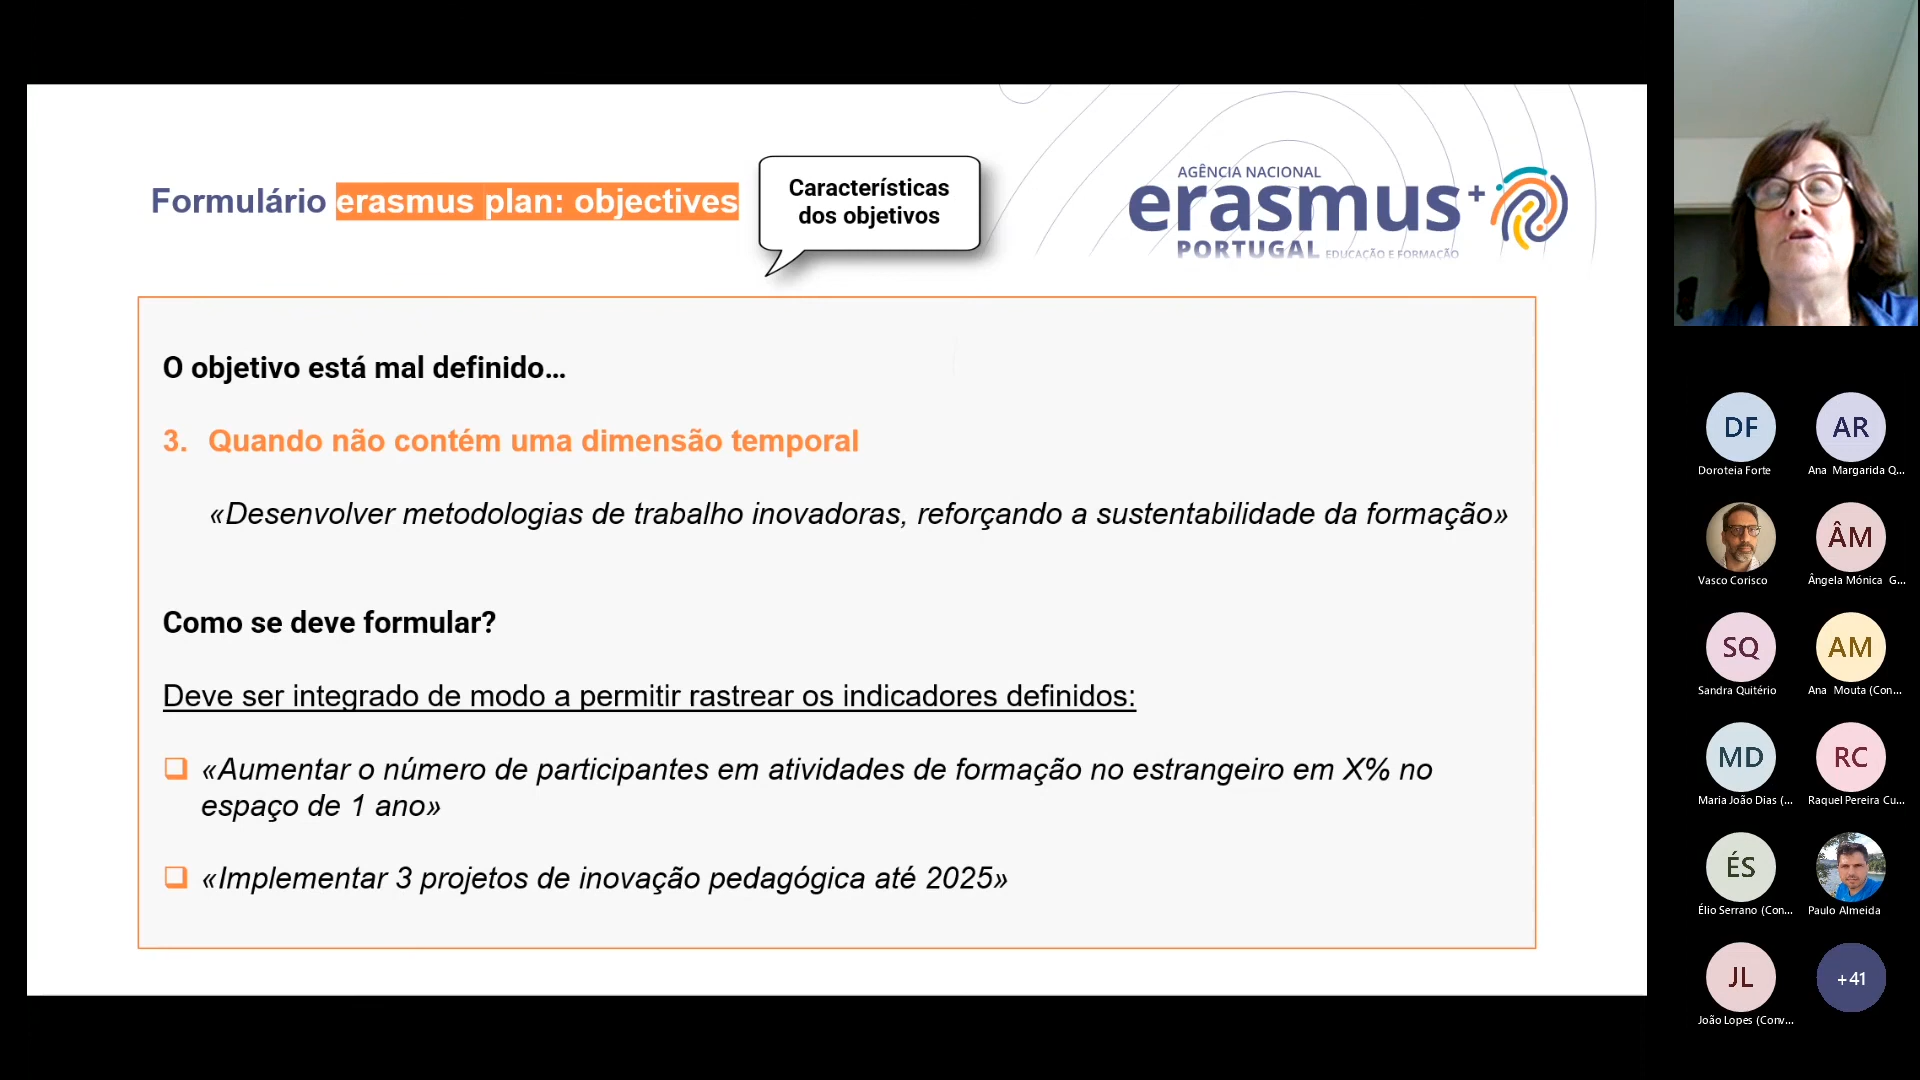 Formulário erasmus plan: objectives
Características
dos objetivos
AGÊNCIA NACIONAL
erasmus+
PORTUGAL EDUCAÇÃO E FORMAÇÃO
O objetivo está mal definido...
3. Quando não contém uma dimensão temporal
«Desenvolver metodologias de trabalho inovadoras, reforçando a sustentabilidade da formação»
Como se deve formular?
Deve ser integrado de modo a permitir rastrear os indicadores definidos:
❑ «Aumentar o número de participantes em atividades de formação no estrangeiro em X% no
espaço de 1 ano»
❑ «Implementar 3 projetos de inovação pedagógica até 2025»
DF AR
Doroteia Forte Ana Margarida Q...
ÂM
Vasco Corisco Ângela Mónica G...
SQ AM
Sandra Quitério Ana Mouta (Con...
MD RC
Maria João Dias (... Raquel Pereira Cu...
ÉS
Élio Serrano (Con... Paulo Almeida
JL +41
João Lopes (Conv...